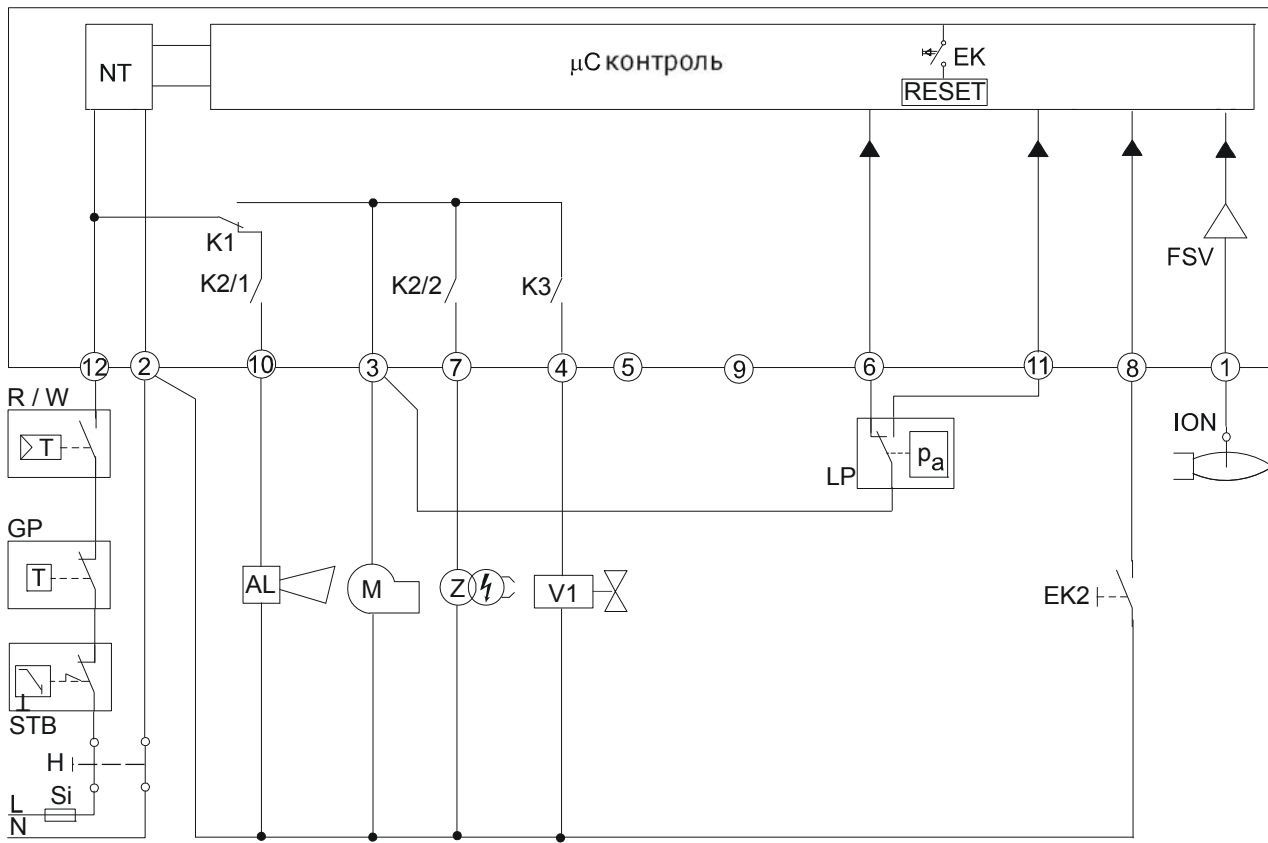 NT
μC контроль
EK
RESET
K1
K2/1
K2/2
K3
FSV
12
2
10
3
7
4
5
9
6
11
8
1
R / W
T
GP
T
STB
H
Si
L
N
AL
M
Z
V1
LP
pa
ION
EK2